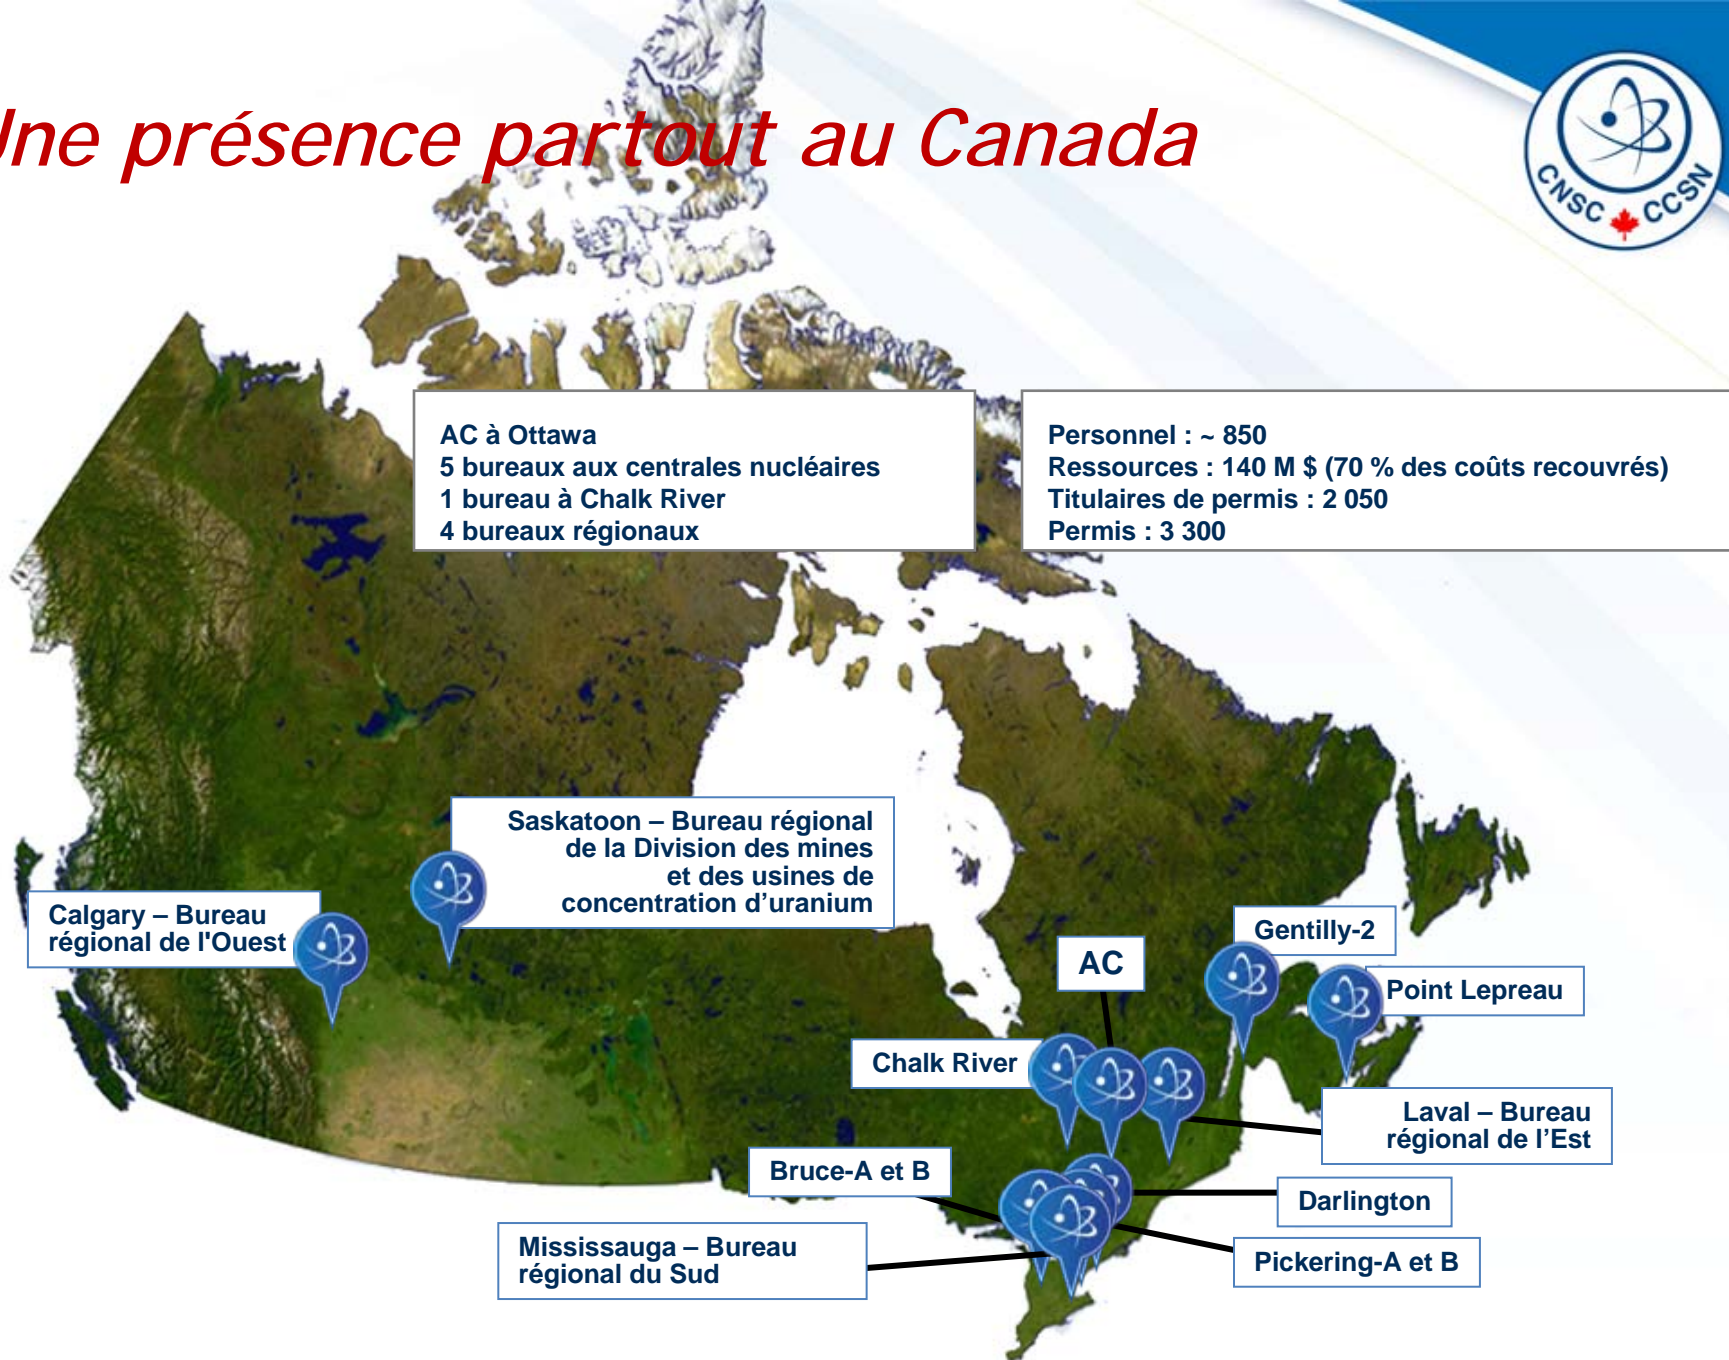 Une présence partout au Canada
CNSC CCSN
AC à Ottawa
5 bureaux aux centrales nucléaires
1 bureau à Chalk River
4 bureaux régionaux
Personnel : ~ 850
Ressources : 140 M $ (70 % des coûts recouvrés)
Titulaires de permis : 2 050
Permis : 3 300
Saskatoon – Bureau régional
de la Division des mines
et des usines de
concentration d’uranium
Calgary – Bureau
régional de l'Ouest
Gentilly-2
AC
Point Lepreau
Chalk River
Laval – Bureau
régional de l’Est
Bruce-A et B
Darlington
Mississauga – Bureau
régional du Sud
Pickering-A et B